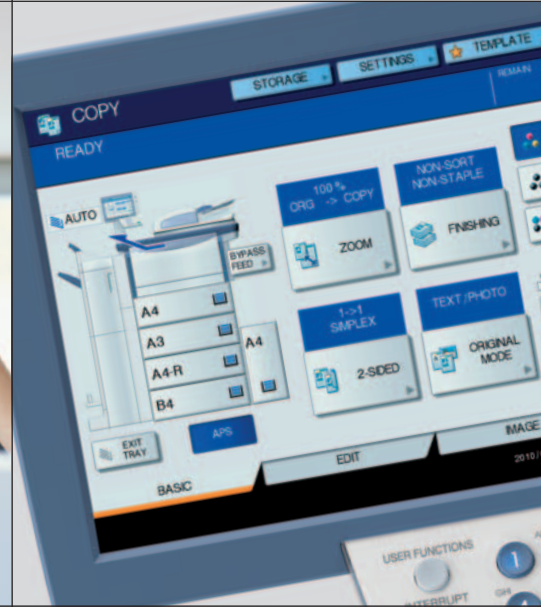 STORAGE
SETTINGS
TEMPLATE
COPY
REMAIN
READY
100 %
ORG -> COPY
NON-SORT
NON-STAPLE
AUTO
ZOOM
FINISHING
BYPASS
FEED
1->1
SIMPLEX
TEXT/PHOTO
A4
A3
A4
A4-R
B4
2-SIDED
ORIGINAL
MODE
EXIT
TRAY
APS
BASIC
EDIT
IMAGE
2010/
USER FUNCTIONS
1
INTERRUPT
GHI
4